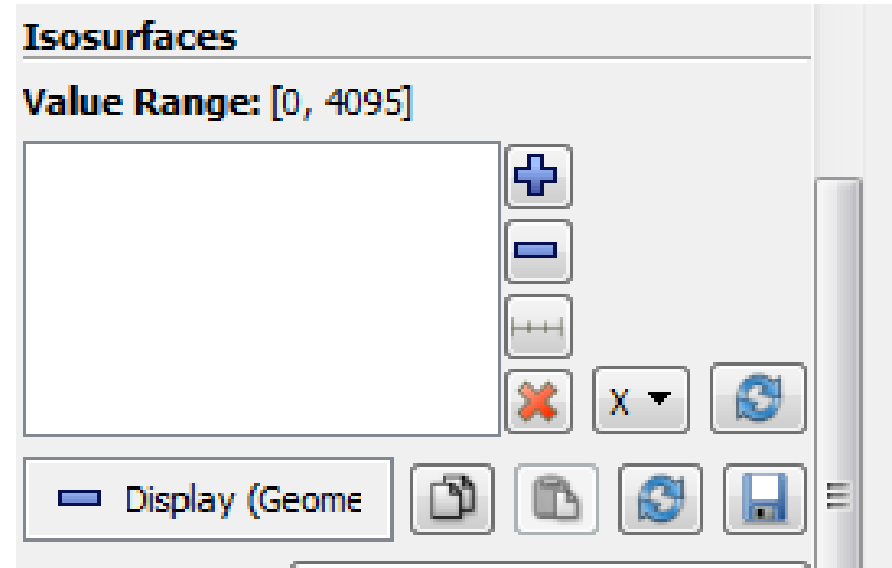 Isosurfaces
Value Range: [0, 4095]
X
Display (Geome